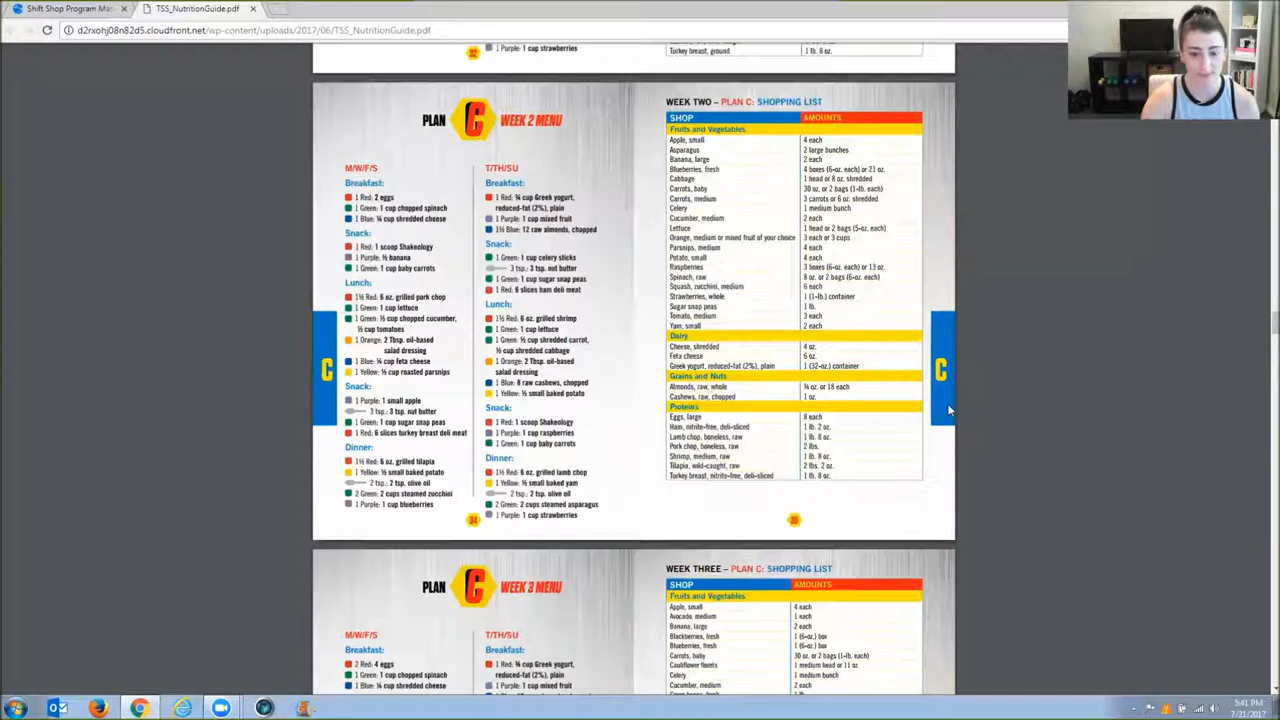 Shift Shop Program Ma
TSS_NutritionGuide.pdf
d2rxohj08n82d5.cloudfront.net/wp-content/uploads/2017/06/TSS_NutritionGuide.pdf
32
1 Purple: 1 cup strawberries
Turkey breast, ground 1 lb. 8 oz.
PLAN C WEEK 2 MENU
M/W/F/S
Breakfast:
1 Red: 2 eggs
1 Green: 1 cup chopped spinach
1 Blue: ¼ cup shredded cheese
Snack:
1 Red: 1 scoop Shakeology
1 Purple: ½ banana
1 Green: 1 cup baby carrots
Lunch:
1½ Red: 6 oz. grilled pork chop
1 Green: 1 cup lettuce
1 Green: ½ cup chopped cucumber,
½ cup tomatoes
1 Orange: 2 Tbsp. oil-based
salad dressing
1 Blue: ¼ cup feta cheese
1 Yellow: ½ cup roasted parsnips
Snack:
1 Purple: 1 small apple
3 tsp.: 3 tsp. nut butter
1 Green: 1 cup sugar snap peas
1 Red: 6 slices turkey breast deli meat
Dinner:
1½ Red: 6 oz. grilled tilapia
1 Yellow: ½ small baked potato
2 tsp.: 2 tsp. olive oil
2 Green: 2 cups steamed zucchini
1 Purple: 1 cup blueberries
T/TH/SU
Breakfast:
1 Red: ¾ cup Greek yogurt,
reduced-fat (2%), plain
1 Purple: 1 cup mixed fruit
1½ Blue: 12 raw almonds, chopped
Snack:
1 Green: 1 cup celery sticks
3 tsp.: 3 tsp. nut butter
1 Green: 1 cup sugar snap peas
1 Red: 6 slices ham deli meat
Lunch:
1½ Red: 6 oz. grilled shrimp
1 Green: 1 cup lettuce
1 Green: ½ cup shredded carrot,
½ cup shredded cabbage
1 Orange: 2 Tbsp. oil-based
salad dressing
1 Blue: 8 raw cashews, chopped
1 Yellow: ½ small baked potato
Snack:
1 Red: 1 scoop Shakeology
1 Purple: 1 cup raspberries
1 Green: 1 cup baby carrots
Dinner:
1½ Red: 6 oz. grilled lamb chop
1 Yellow: ½ small baked yam
2 tsp.: 2 tsp. olive oil
2 Green: 2 cups steamed asparagus
1 Purple: 1 cup strawberries
C
34
WEEK TWO – PLAN C: SHOPPING LIST
SHOP AMOUNTS
Fruits and Vegetables
Apple, small 4 each
Asparagus 2 large bunches
Banana, large 2 each
Blueberries, fresh 4 boxes (6-oz. each) or 21 oz.
Cabbage 1 head or 8 oz. shredded
Carrots, baby 30 oz. or 2 bags (1-lb. each)
Carrots, medium 3 carrots or 6 oz. shredded
Celery 1 medium bunch
Cucumber, medium 2 each
Lettuce 1 head or 2 bags (5-oz. each)
Orange, medium or mixed fruit of your choice 3 each or 3 cups
Parsnips, medium 4 each
Potato, small 4 each
Raspberries 3 boxes (6-oz. each) or 13 oz.
Spinach, raw 8 oz. or 2 bags (6-oz. each)
Squash, zucchini, medium 6 each
Strawberries, whole 1 (1-lb.) container
Sugar snap peas 1 lb.
Tomato, medium 3 each
Yam, small 2 each
Dairy
Cheese, shredded 4 oz.
Feta cheese 6 oz.
Greek yogurt, reduced-fat (2%), plain 1 (32-oz.) container
Grains and Nuts
Almonds, raw, whole ¾ oz. or 18 each
Cashews, raw, chopped 1 oz.
Proteins
Eggs, large 8 each
Ham, nitrite-free, deli-sliced 1 lb. 2 oz.
Lamb chop, boneless, raw 1 lb. 8 oz.
Pork chop, boneless, raw 2 lbs.
Shrimp, medium, raw 1 lb. 8 oz.
Tilapia, wild-caught, raw 2 lbs. 2 oz.
Turkey breast, nitrite-free, deli-sliced 1 lb. 8 oz.
C
35
PLAN C WEEK 3 MENU
M/W/F/S
Breakfast:
2 Red: 4 eggs
1 Green: 1 cup chopped spinach
1 Blue: ¼ cup shredded cheese
T/TH/SU
Breakfast:
1 Red: ¾ cup Greek yogurt,
reduced-fat (2%), plain
1 Purple: 1 cup mixed fruit
WEEK THREE – PLAN C: SHOPPING LIST
SHOP AMOUNTS
Fruits and Vegetables
Apple, small 4 each
Avocado, medium 1 each
Banana, large 2 each
Blackberries, fresh 1 (6-oz.) box
Blueberries, fresh 1 (6-oz.) box
Carrots, baby 30 oz. or 2 bags (1-lb. each)
Cauliflower florets 1 medium head or 11 oz.
Celery 1 medium bunch
Cucumber, medium 2 each
5:41 PM
7/21/2017